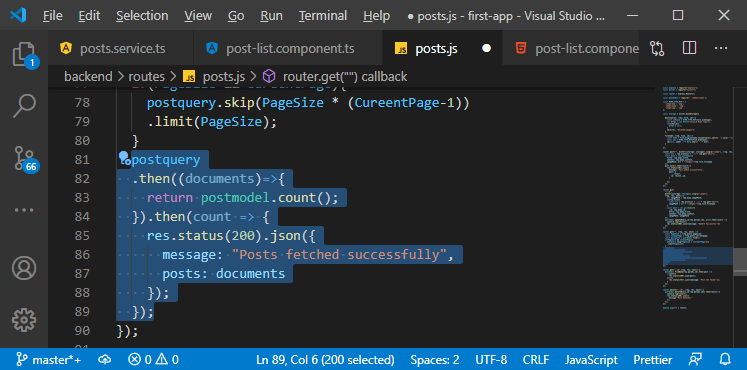 File Edit Selection View Go Run Terminal Help ● posts.js - first-app - Visual Studio ...
posts.service.ts post-list.component.ts JS posts.js ● post-list.compone
backend › routes › JS posts.js › router.get("") callback
78 postquery.skip(PageSize * (CureentPage-1))
79 .limit(PageSize);
80 }
81 postquery
82 .then((documents)=>{
83 return postmodel.count();
84 }).then(count => {
85 res.status(200).json({
86 message: "Posts fetched successfully",
87 posts: documents
88 });
89 });
90 });
1
66
master*+ 0 0 Ln 89, Col 6 (200 selected) Spaces: 2 UTF-8 CRLF JavaScript Prettier